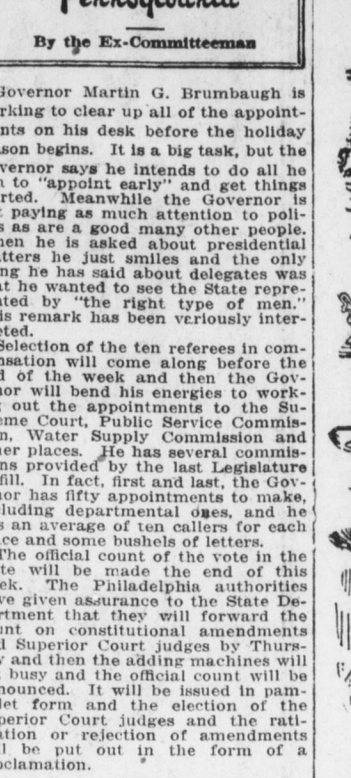 Pennsylvania
By the Ex-Committeeman
Governor Martin G. Brumbaugh is
rking to clear up all of the appoint-
nts on his desk before the holiday
son begins. It is a big task, but the
vernor says he intends to do all he
n to "appoint early" and get things
rted. Meanwhile the Governor is
t paying as much attention to poli-
s as are a good many other people.
hen he is asked about presidential
tters he just smiles and the only
ng he has said about delegates was
at he wanted to see the State repre-
nted by "the right type of men."
is remark has been variously inter-
eted.
Selection of the ten referees in com-
nsation will come along before the
d of the week and then the Gov-
nor will bend his energies to work-
g out the appointments to the Su-
eme Court, Public Service Commis-
n, Water Supply Commission and
er places. He has several commis-
ns provided by the last Legislature
fill. In fact, first and last, the Gov-
nor has fifty appointments to make,
luding departmental ones, and he
s an average of ten callers for each
ce and some bushels of letters.
The official count of the vote in the
te will be made the end of this
ek. The Philadelphia authorities
ve given assurance to the State De-
rtment that they will forward the
unt on constitutional amendments
d Superior Court judges by Thurs-
y and then the adding machines will
busy and the official count will be
nounced. It will be issued in pam-
let form and the election of the
perior Court judges and the rati-
ation or rejection of amendments
l be put out in the form of a
oclamation.